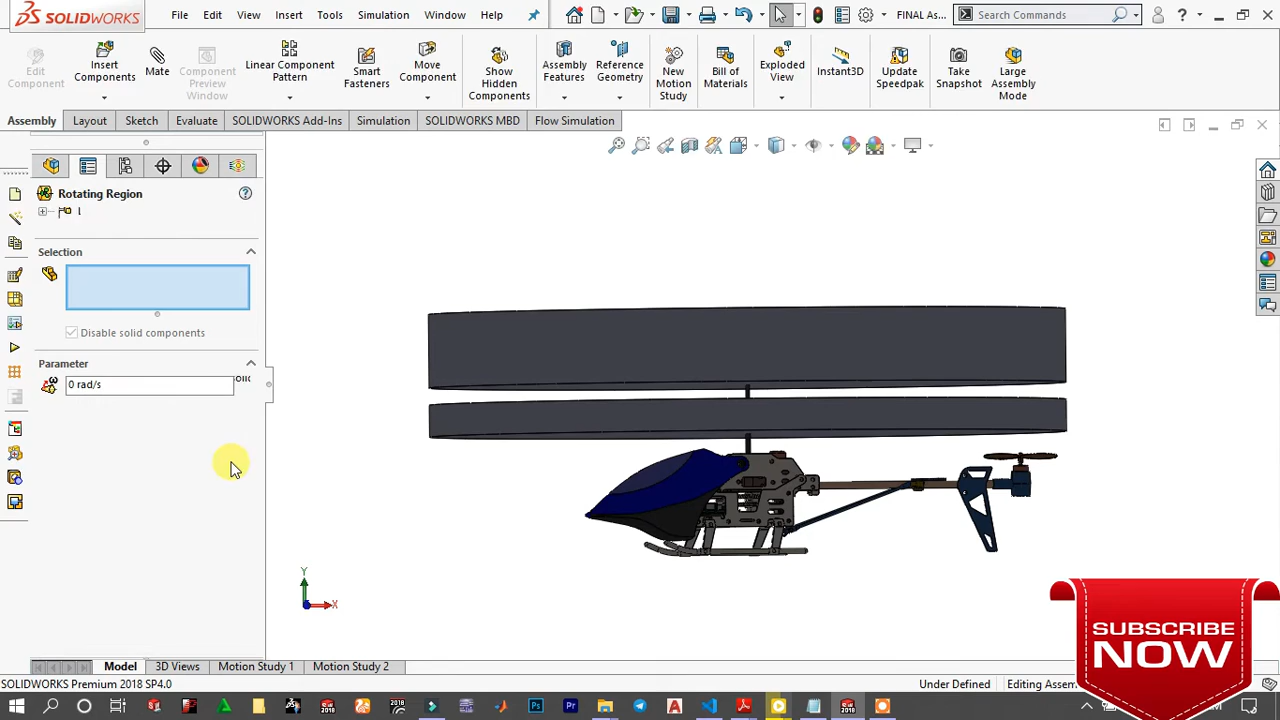 SOLIDWORKS File Edit View Insert Tools Simulation Window Help FINAL As... Search Commands
Edit Component
Insert Components
Mate
Component Preview Window
Linear Component Pattern
Smart Fasteners
Move Component
Show Hidden Components
Assembly Features
Reference Geometry
New Motion Study
Bill of Materials
Exploded View
Instant3D
Update Speedpak
Take Snapshot
Large Assembly Mode
Assembly Layout Sketch Evaluate SOLIDWORKS Add-Ins Simulation SOLIDWORKS MBD Flow Simulation
Rotating Region
Selection
Disable solid components
Parameter
0 rad/s
Y
X
SUBSCRIBE
NOW
Model 3D Views Motion Study 1 Motion Study 2
SOLIDWORKS Premium 2018 SP4.0 Under Defined Editing Assem